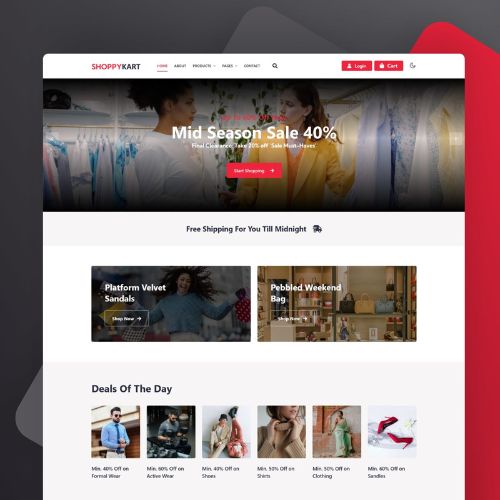 SHOPPYKART
HOME ABOUT PRODUCTS PAGES CONTACT
Login Cart
Mid Season Sale 40%
Final Clearance: Take 20% off 'Sale Must-Haves'
Start Shopping
Free Shipping For You Till Midnight
Platform Velvet
Sandals
Shop Now
Pebbled Weekend
Bag
Shop Now
Deals Of The Day
Min. 40% Off on
Formal Wear
Min. 60% Off on
Active Wear
Min. 40% Off on
Shoes
Min. 50% Off on
Shirts
Min. 50% Off on
Clothing
Min. 60% Off on
Sandles